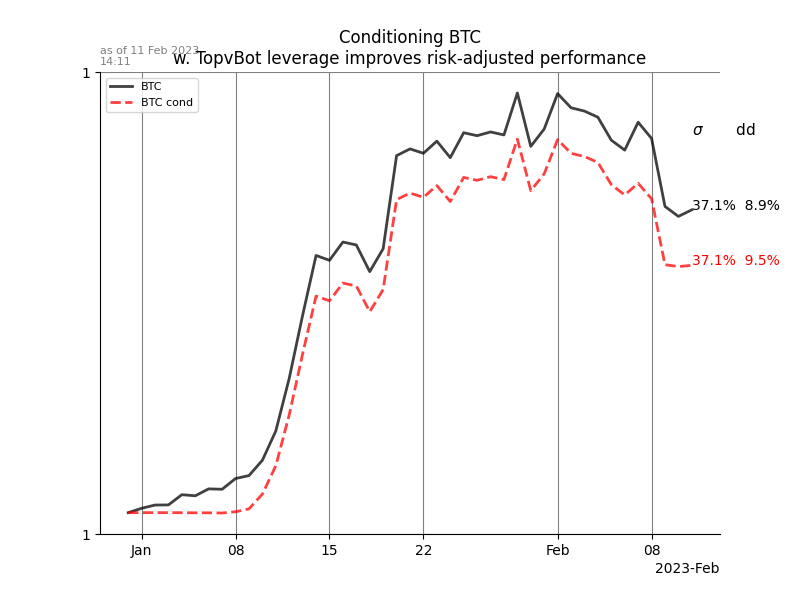 Conditioning BTC
as of 11 Feb 2023
14:11
w. TopvBot leverage improves risk-adjusted performance
1
BTC
BTC cond
σ dd
37.1% 8.9%
37.1% 9.5%
1
Jan 08 15 22 Feb 08
2023-Feb